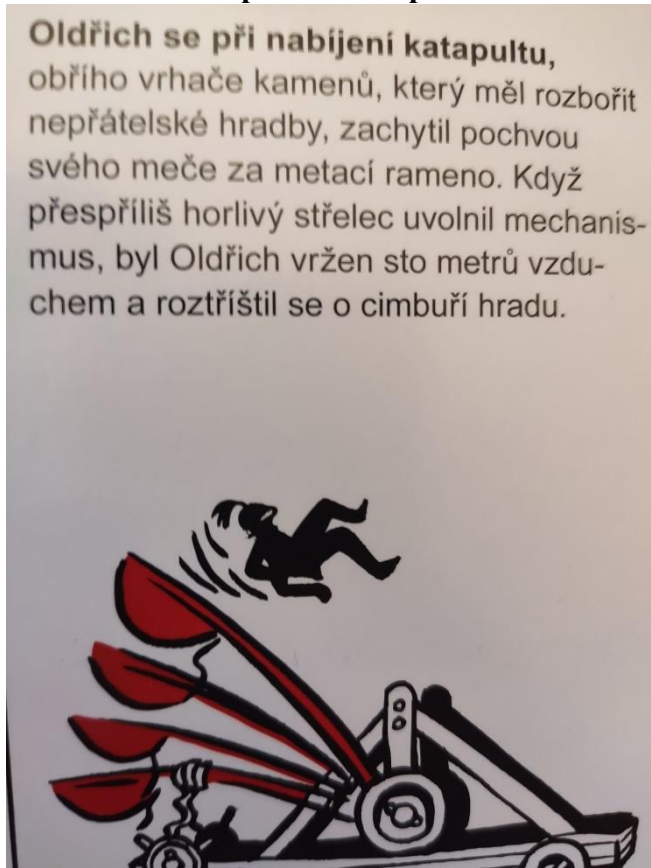 Oldřich se při nabíjení katapultu,
obřího vrhače kamenů, který měl rozbořit
nepřátelské hradby, zachytil pochvou
svého meče za metací rameno. Když
přespříliš horlivý střelec uvolnil mechanis-
mus, byl Oldřich vržen sto metrů vzdu-
chem a roztříštil se o cimbuří hradu.